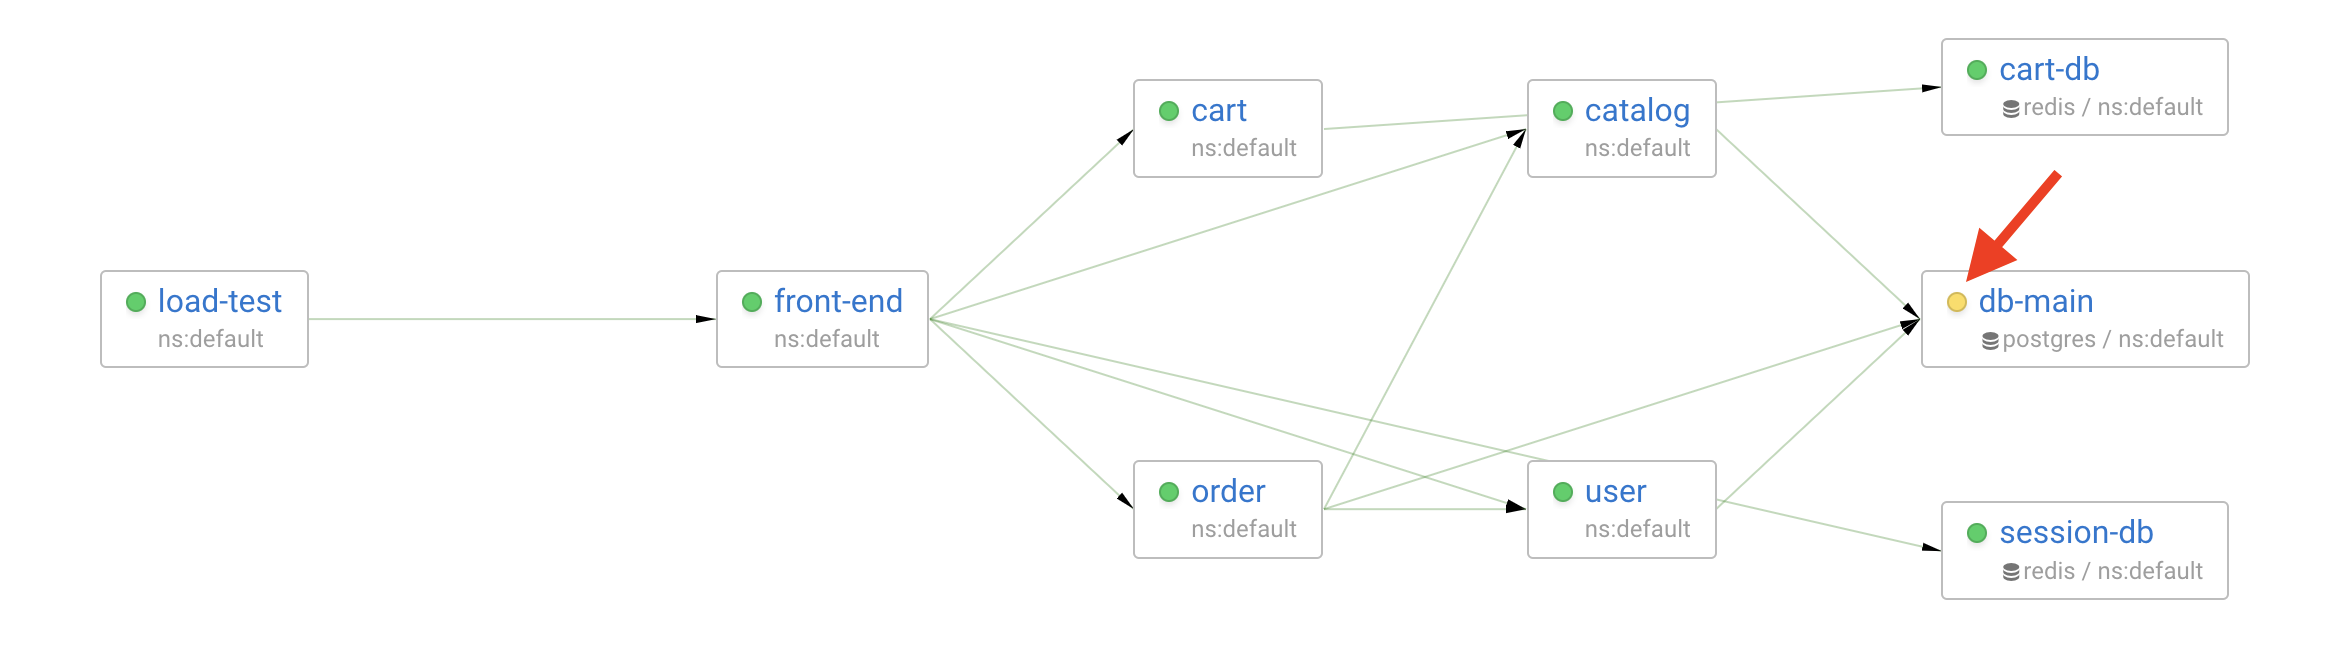 load-test
ns:default
front-end
ns:default
cart
ns:default
order
ns:default
catalog
ns:default
user
ns:default
cart-db
redis / ns:default
db-main
postgres / ns:default
session-db
redis / ns:default